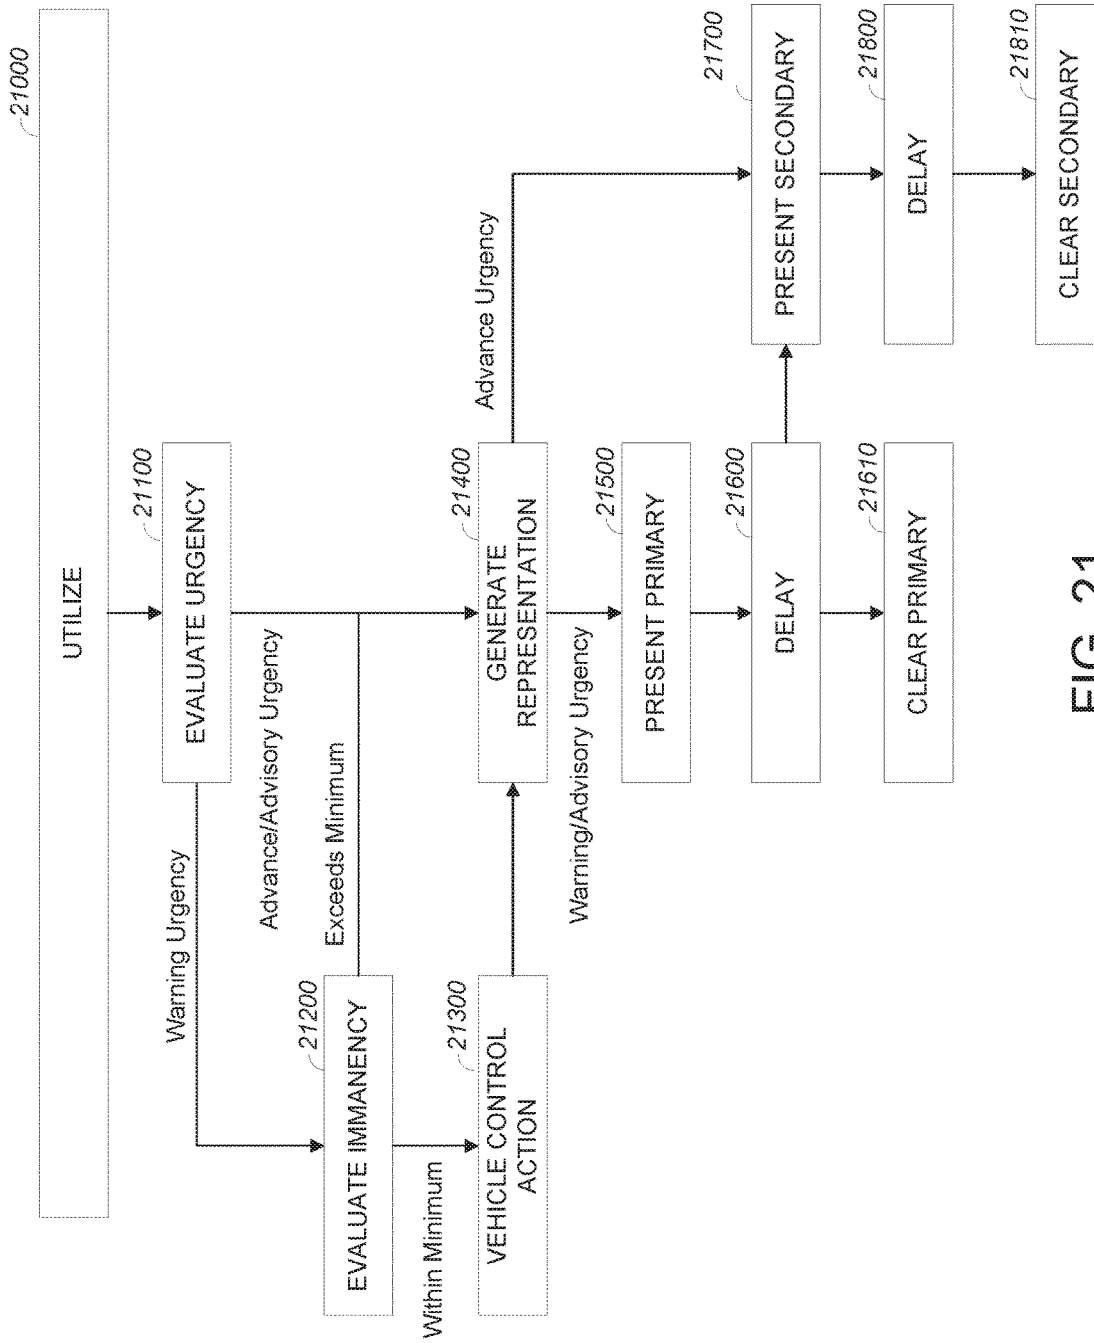 21000
UTILIZE
21100
EVALUATE URGENCY
Warning Urgency
Advance/Advisory Urgency
21200
EVALUATE IMMANENCY
Exceeds Minimum
Within Minimum
21300
VEHICLE CONTROL
ACTION
21400
GENERATE
REPRESENTATION
Advance Urgency
Warning/Advisory Urgency
21500
PRESENT PRIMARY
21600
DELAY
21610
CLEAR PRIMARY
21700
PRESENT SECONDARY
21800
DELAY
21810
CLEAR SECONDARY
FIG. 21